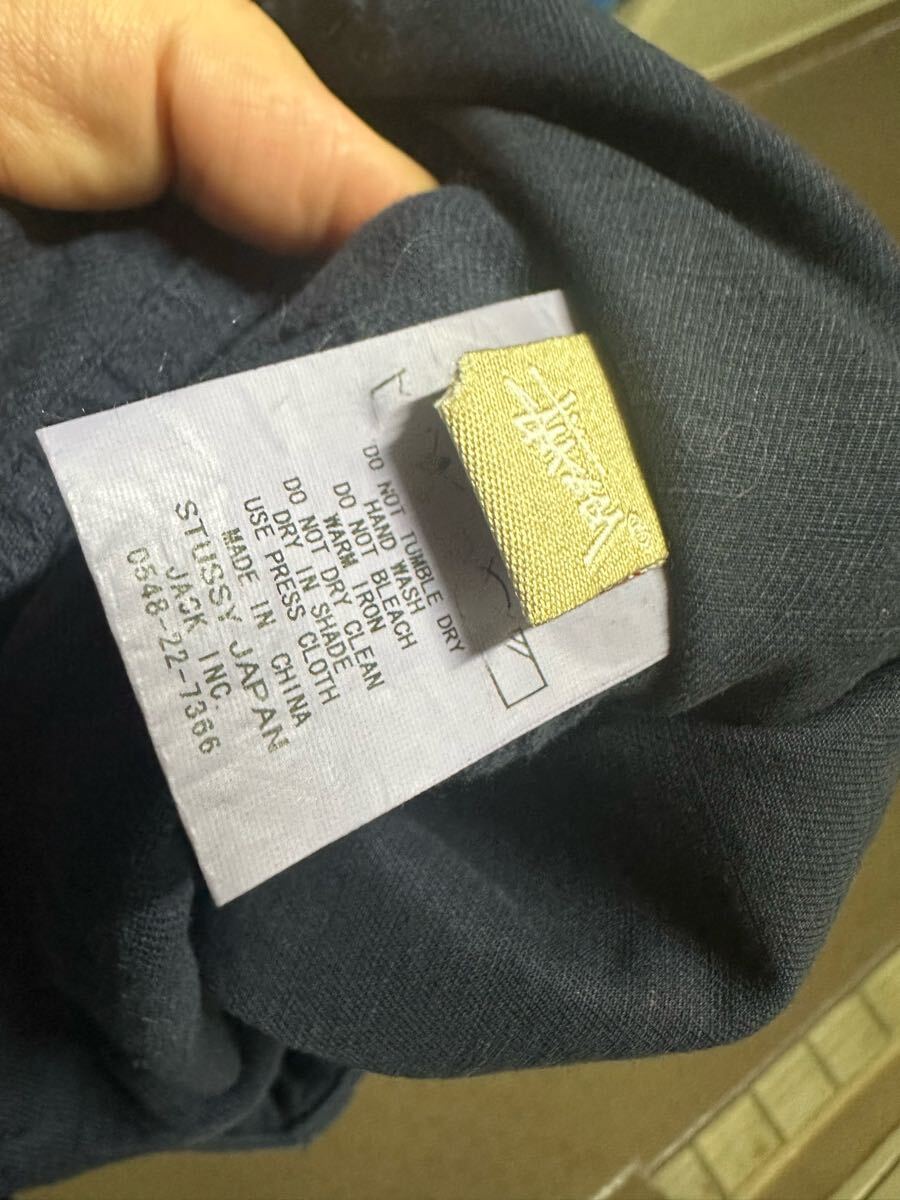 Stüssy
®
DO NOT TUMBLE DRY
HAND WASH
DO NOT BLEACH
WARM IRON
DO NOT DRY CLEAN
DRY IN SHADE
USE PRESS CLOTH
MADE IN CHINA
STUSSY JAPAN
JACK INC.
0548-22-7366